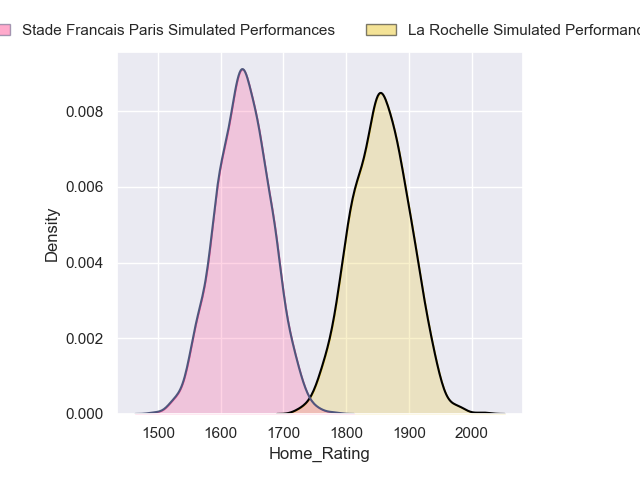 Stade Francais Paris Simulated Performances
La Rochelle Simulated
0.008
0.006
0.004
0.002
0.000
Density
1500 1600 1700 1800 1900 2000
Home_Rating